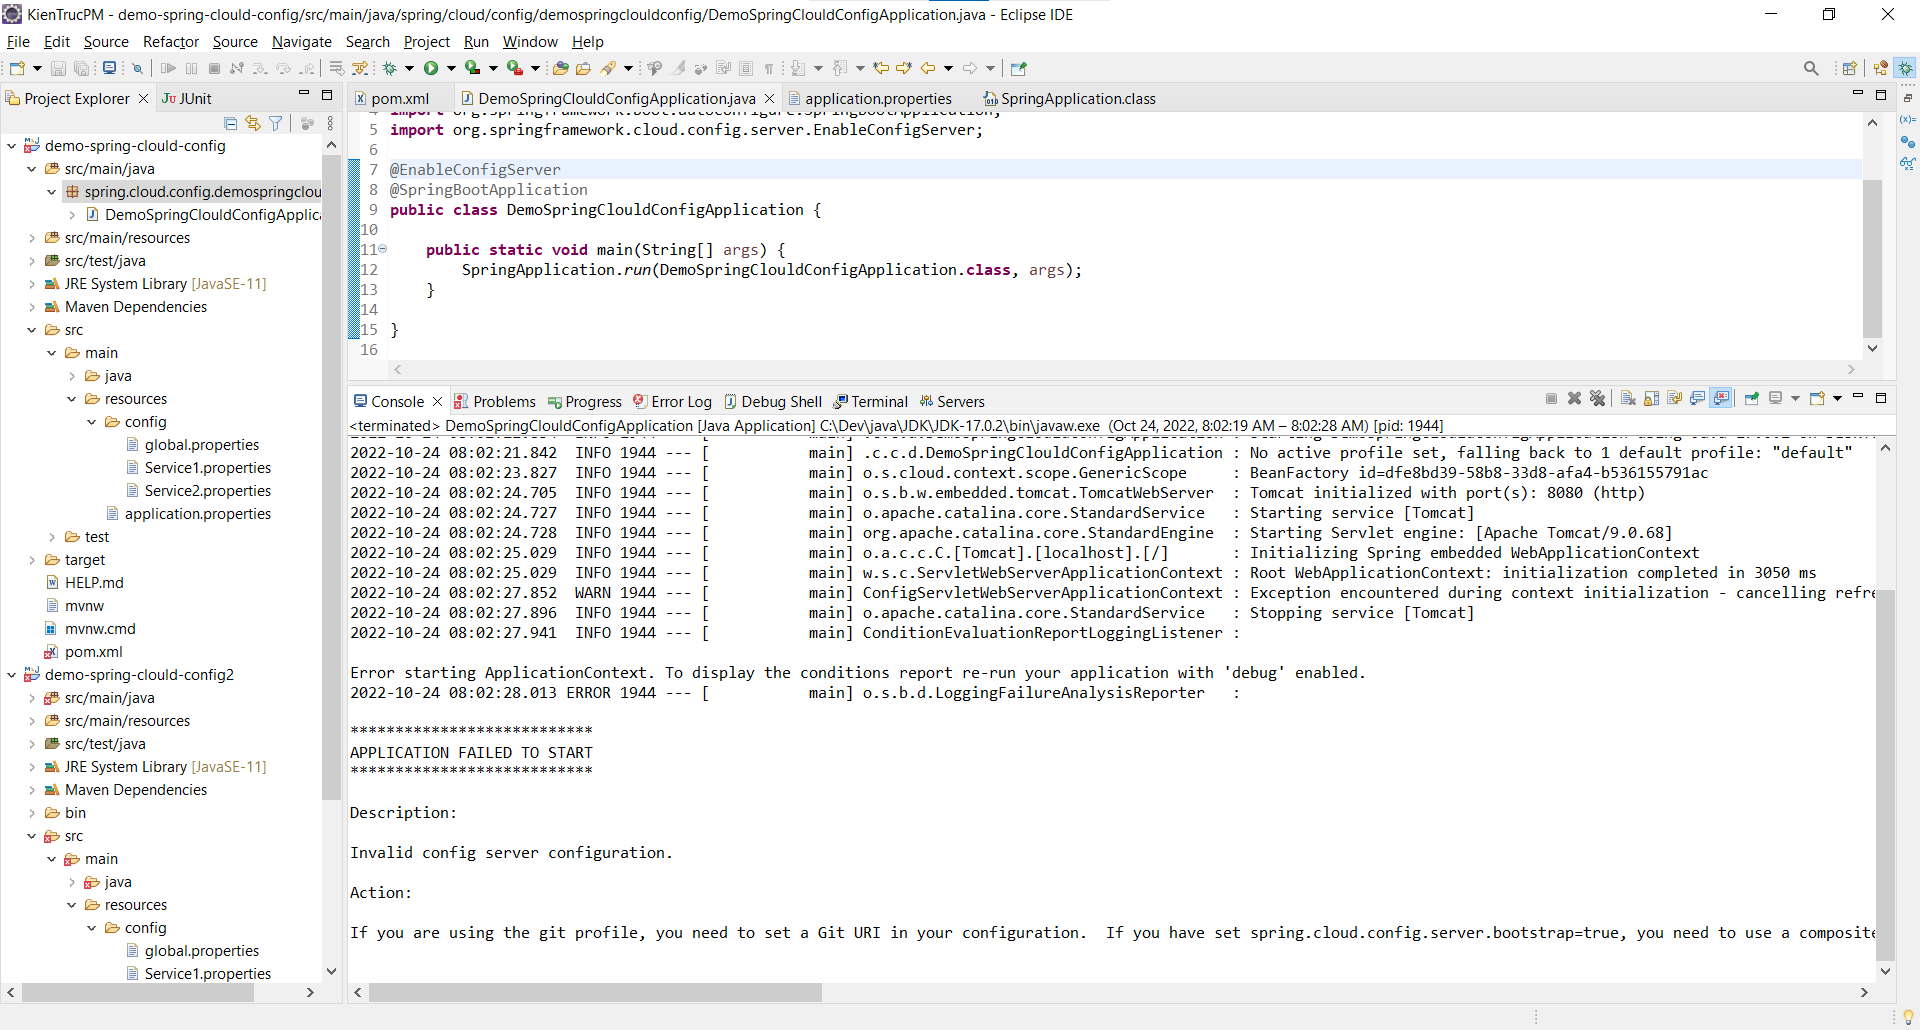 KienTrucPM - demo-spring-clould-config/src/main/java/spring/cloud/config/demospringclouldconfig/DemoSpringClouldConfigApplication.java - Eclipse IDE
File Edit Source Refactor Source Navigate Search Project Run Window Help
Project Explorer JUnit
demo-spring-clould-config
src/main/java
spring.cloud.config.demospringclou
DemoSpringClouldConfigApplica
src/main/resources
src/test/java
JRE System Library [JavaSE-11]
Maven Dependencies
src
main
java
resources
config
global.properties
Service1.properties
Service2.properties
application.properties
test
target
HELP.md
mvnw
mvnw.cmd
pom.xml
demo-spring-clould-config2
src/main/java
src/main/resources
src/test/java
JRE System Library [JavaSE-11]
Maven Dependencies
bin
src
main
java
resources
config
global.properties
Service1.properties
pom.xml DemoSpringClouldConfigApplication.java application.properties SpringApplication.class
4 import org.springframework.boot.autoconfigure.SpringBootApplication;
5 import org.springframework.cloud.config.server.EnableConfigServer;
6
7 @EnableConfigServer
8 @SpringBootApplication
9 public class DemoSpringClouldConfigApplication {
10
11 public static void main(String[] args) {
12 SpringApplication.run(DemoSpringClouldConfigApplication.class, args);
13 }
14
15 }
16
Console Problems Progress Error Log Debug Shell Terminal Servers
<terminated> DemoSpringClouldConfigApplication [Java Application] C:\Dev\java\JDK\JDK-17.0.2\bin\javaw.exe (Oct 24, 2022, 8:02:19 AM – 8:02:28 AM) [pid: 1944]
2022-10-24 08:02:21.842 INFO 1944 --- [ main] .c.c.d.DemoSpringClouldConfigApplication : No active profile set, falling back to 1 default profile: "default"
2022-10-24 08:02:23.827 INFO 1944 --- [ main] o.s.cloud.context.scope.GenericScope : BeanFactory id=dfe8bd39-58b8-33d8-afa4-b536155791ac
2022-10-24 08:02:24.705 INFO 1944 --- [ main] o.s.b.w.embedded.tomcat.TomcatWebServer : Tomcat initialized with port(s): 8080 (http)
2022-10-24 08:02:24.727 INFO 1944 --- [ main] o.apache.catalina.core.StandardService : Starting service [Tomcat]
2022-10-24 08:02:24.728 INFO 1944 --- [ main] org.apache.catalina.core.StandardEngine : Starting Servlet engine: [Apache Tomcat/9.0.68]
2022-10-24 08:02:25.029 INFO 1944 --- [ main] o.a.c.c.C.[Tomcat].[localhost].[/] : Initializing Spring embedded WebApplicationContext
2022-10-24 08:02:25.029 INFO 1944 --- [ main] w.s.c.ServletWebServerApplicationContext : Root WebApplicationContext: initialization completed in 3050 ms
2022-10-24 08:02:27.852 WARN 1944 --- [ main] ConfigServletWebServerApplicationContext : Exception encountered during context initialization - cancelling refre
2022-10-24 08:02:27.896 INFO 1944 --- [ main] o.apache.catalina.core.StandardService : Stopping service [Tomcat]
2022-10-24 08:02:27.941 INFO 1944 --- [ main] ConditionEvaluationReportLoggingListener :
Error starting ApplicationContext. To display the conditions report re-run your application with 'debug' enabled.
2022-10-24 08:02:28.013 ERROR 1944 --- [ main] o.s.b.d.LoggingFailureAnalysisReporter :
***************************
APPLICATION FAILED TO START
***************************
Description:
Invalid config server configuration.
Action:
If you are using the git profile, you need to set a Git URI in your configuration. If you have set spring.cloud.config.server.bootstrap=true, you need to use a composite